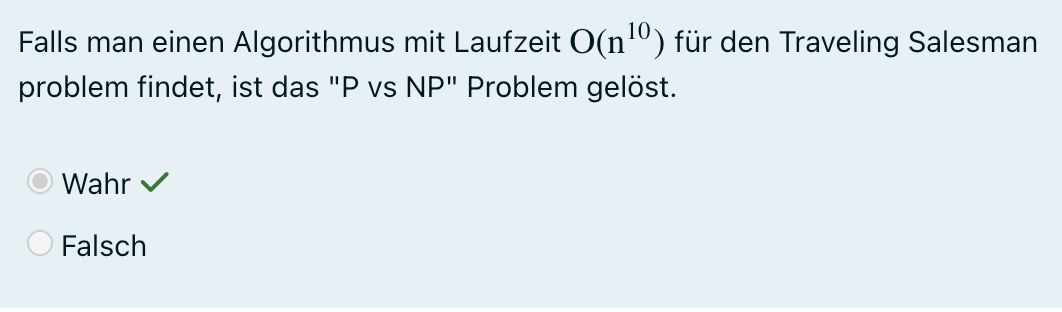 Falls man einen Algorithmus mit Laufzeit O(n¹⁰) für den Traveling Salesman
problem findet, ist das "P vs NP" Problem gelöst.
Wahr
Falsch